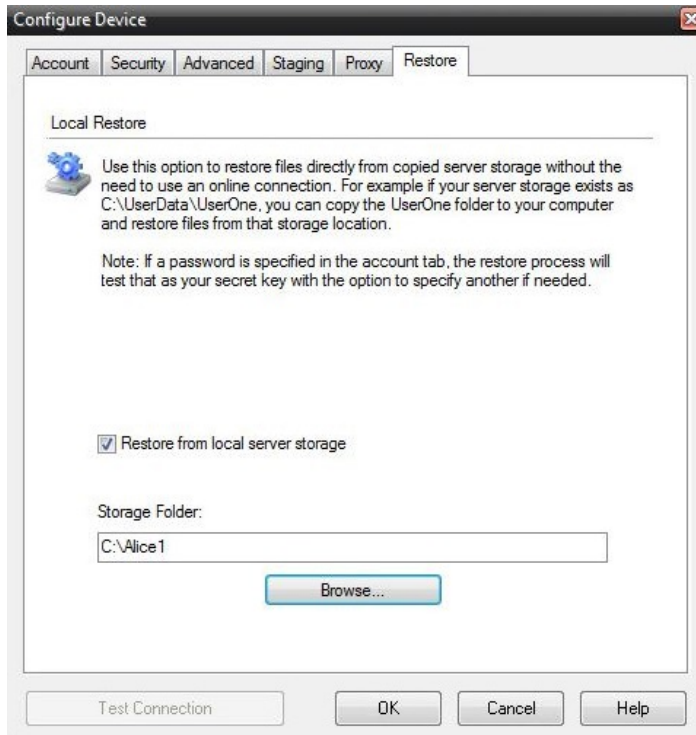 Configure Device
Account Security Advanced Staging Proxy Restore
Local Restore
Use this option to restore files directly from copied server storage without the
need to use an online connection. For example if your server storage exists as
C:\UserData\UserOne, you can copy the UserOne folder to your computer
and restore files from that storage location.
Note: If a password is specified in the account tab, the restore process will
test that as your secret key with the option to specify another if needed.
Restore from local server storage
Storage Folder:
C:\Alice1
Browse...
Test Connection OK Cancel Help